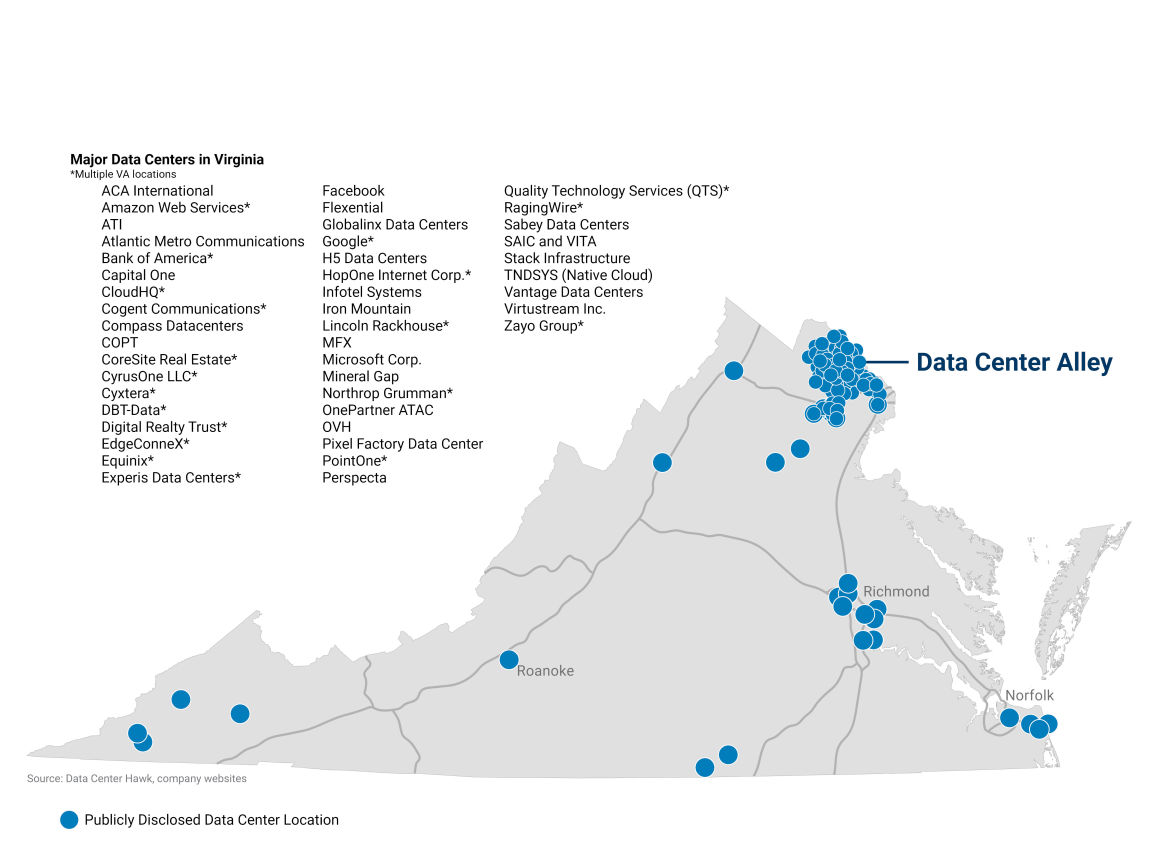 Major Data Centers in Virginia
*Multiple VA locations
ACA International
Amazon Web Services*
ATI
Atlantic Metro Communications
Bank of America*
Capital One
CloudHQ*
Cogent Communications*
Compass Datacenters
COPT
CoreSite Real Estate*
CyrusOne LLC*
Cyxtera*
DBT-Data*
Digital Realty Trust*
EdgeConneX*
Equinix*
Experis Data Centers*
Facebook
Flexential
Globalinx Data Centers
Google*
H5 Data Centers
HopOne Internet Corp.*
Infotel Systems
Iron Mountain
Lincoln Rackhouse*
MFX
Microsoft Corp.
Mineral Gap
Northrop Grumman*
OnePartner ATAC
OVH
Pixel Factory Data Center
PointOne*
Perspecta
Quality Technology Services (QTS)*
RagingWire*
Sabey Data Centers
SAIC and VITA
Stack Infrastructure
TNDSYS (Native Cloud)
Vantage Data Centers
Virtustream Inc.
Zayo Group*
Data Center Alley
Richmond
Roanoke
Norfolk
Source: Data Center Hawk, company websites
Publicly Disclosed Data Center Location